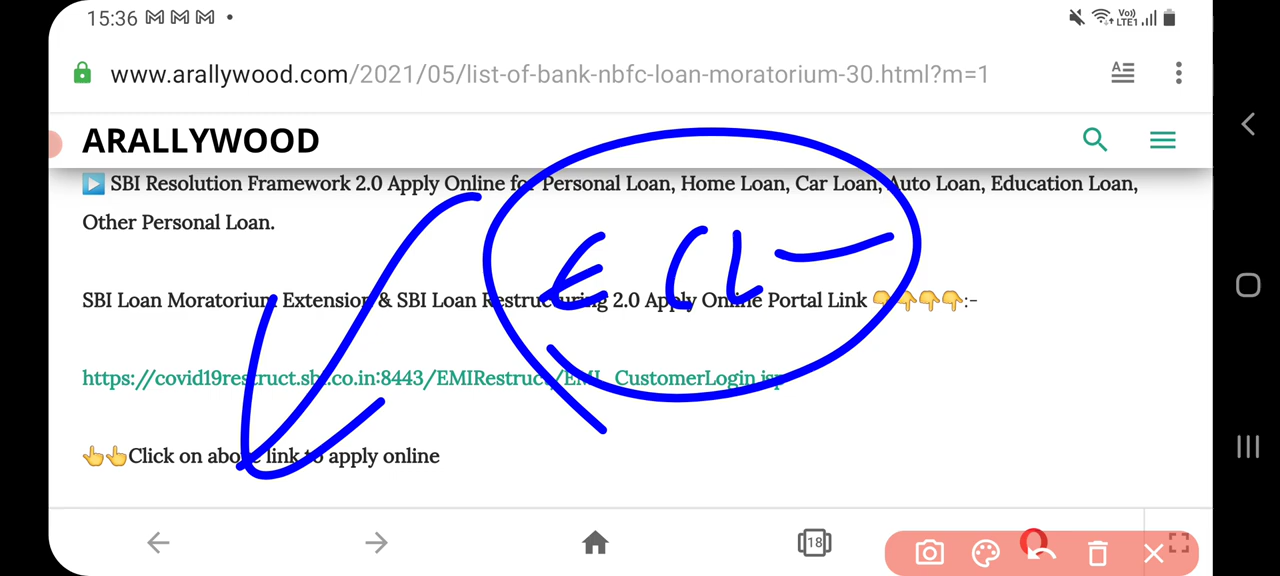 15:36 Vo)) LTE1
www.arallywood.com/2021/05/list-of-bank-nbfc-loan-moratorium-30.html?m=1
ARALLYWOOD
▶️ SBI Resolution Framework 2.0 Apply Online for Personal Loan, Home Loan, Car Loan, Auto Loan, Education Loan,
Other Personal Loan.
SBI Loan Moratorium Extension & SBI Loan Restructuring 2.0 Apply Online Portal Link 👇👇👇👇:-
https://covid19restruct.sbi.co.in:8443/EMIRestruct/EMI_CustomerLogin.jsp
👆👆Click on above link to apply online
18